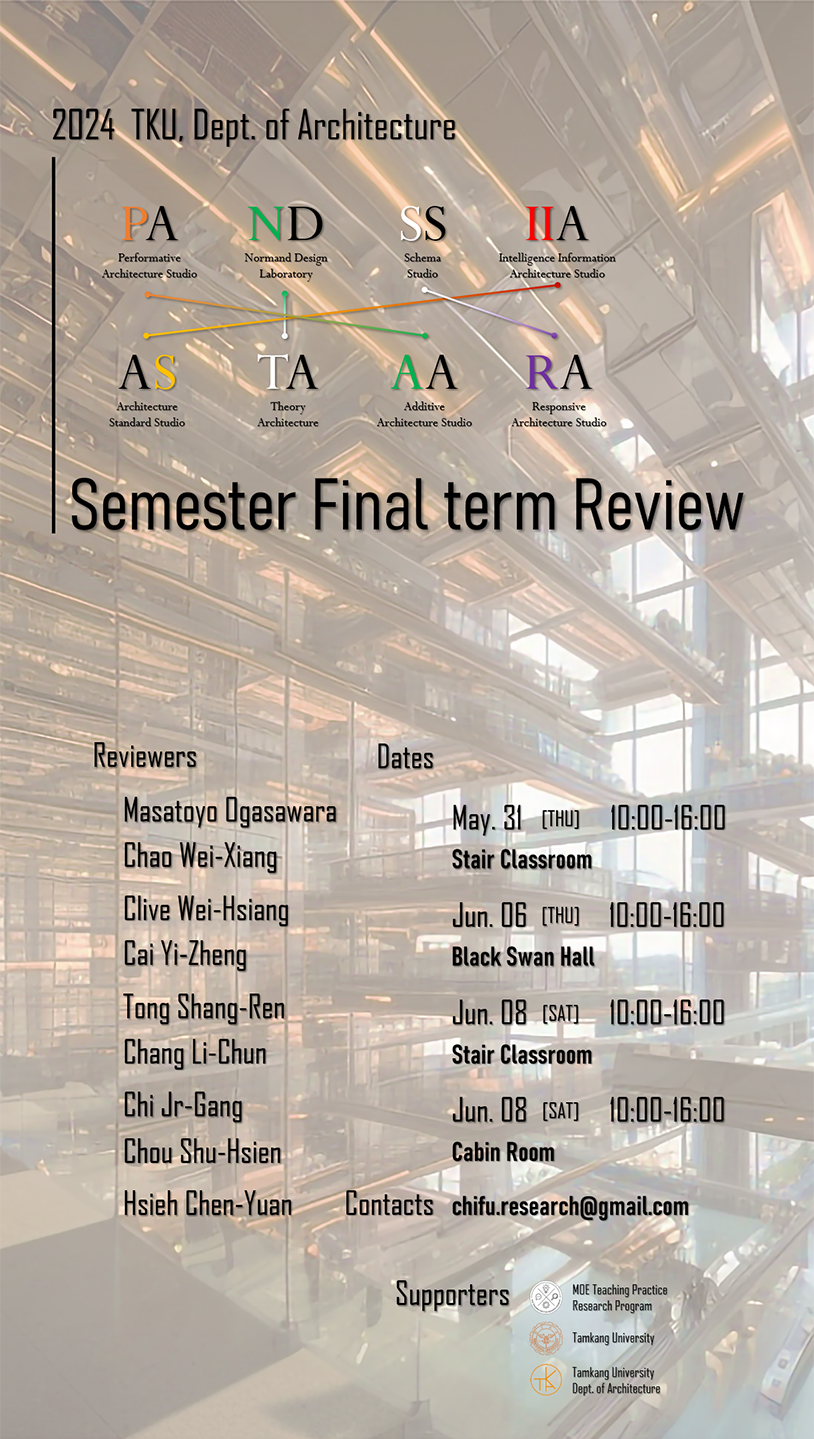 2024 TKU, Dept. of Architecture
PA ND SS IIA
Performative
Architecture Studio
Normand Design
Laboratory
Schema
Studio
Intelligence Information
Architecture Studio
AS TA AA RA
Architecture
Standard Studio
Theory
Architecture
Additive
Architecture Studio
Responsive
Architecture Studio
Semester Final term Review
Reviewers
Masatoyo Ogasawara
Chao Wei-Xiang
Clive Wei-Hsiang
Cai Yi-Zheng
Tong Shang-Ren
Chang Li-Chun
Chi Jr-Gang
Chou Shu-Hsien
Hsieh Chen-Yuan
Dates
May. 31 [THU] 10:00-16:00
Stair Classroom
Jun. 06 [THU] 10:00-16:00
Black Swan Hall
Jun. 08 [SAT] 10:00-16:00
Stair Classroom
Jun. 08 [SAT] 10:00-16:00
Cabin Room
Contacts chifu.research@gmail.com
Supporters
MOE Teaching Practice
Research Program
Tamkang University
TKA
Tamkang University
Dept. of Architecture